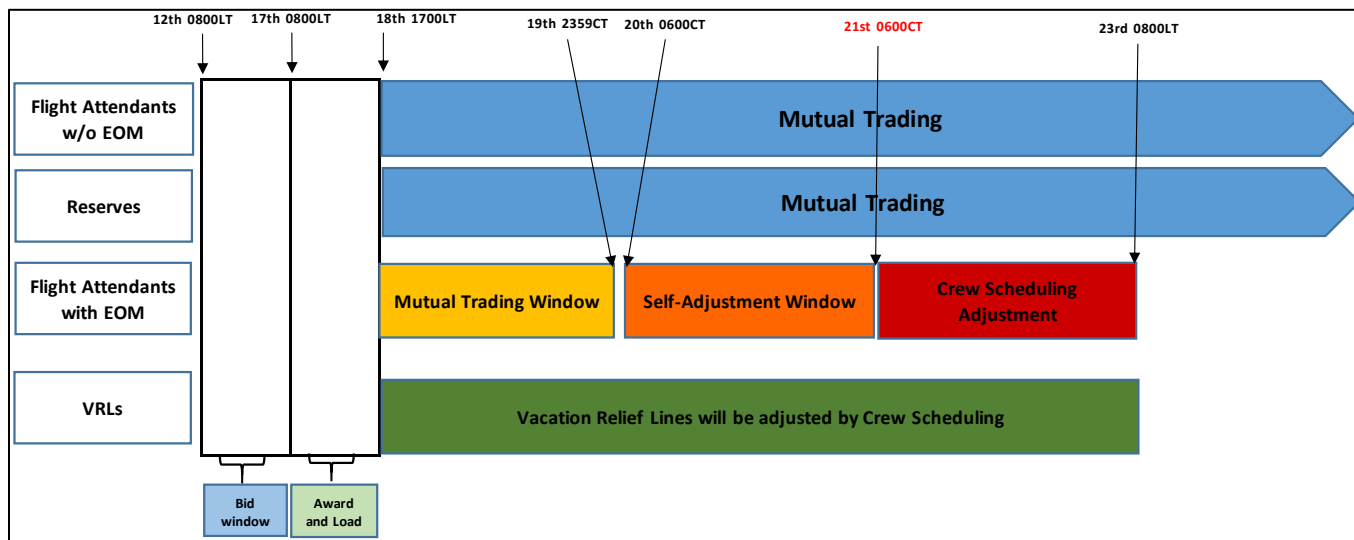 12th 0800LT
17th 0800LT
18th 1700LT
19th 2359CT
20th 0600CT
21st 0600CT
23rd 0800LT
Flight Attendants
w/o EOM
Mutual Trading
Reserves
Mutual Trading
Flight Attendants
with EOM
Mutual Trading Window
Self-Adjustment Window
Crew Scheduling
Adjustment
VRLs
Vacation Relief Lines will be adjusted by Crew Scheduling
Bid
window
Award
and Load